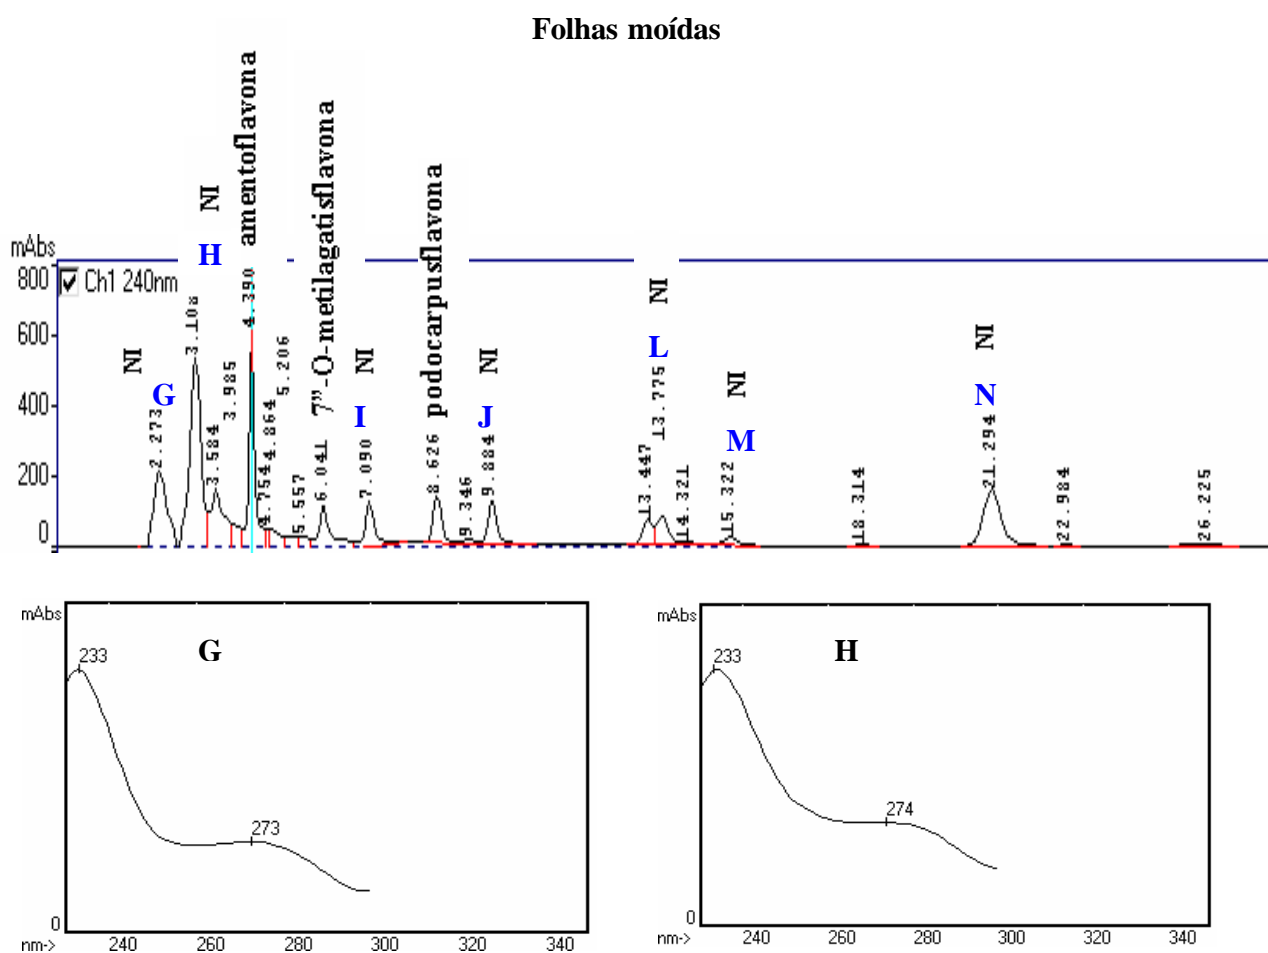 Folhas moídas
mAbs
800
600
400
200
0
Ch1 240nm
NI
G
2.273
3.108
NI
H
3.584
3.985
amentoflavona
4.390
4.754
4.864
5.206
5.557
7”-O-metilagatisflavona
6.041
NI
I
7.090
podocarpusflavona
8.626
9.346
NI
J
9.884
13.447
NI
L
13.775
14.321
NI
M
15.322
18.314
NI
N
21.294
22.984
26.225
mAbs
233
G
273
0
nm-> 240 260 280 300 320 340
mAbs
233
H
274
0
nm-> 240 260 280 300 320 340